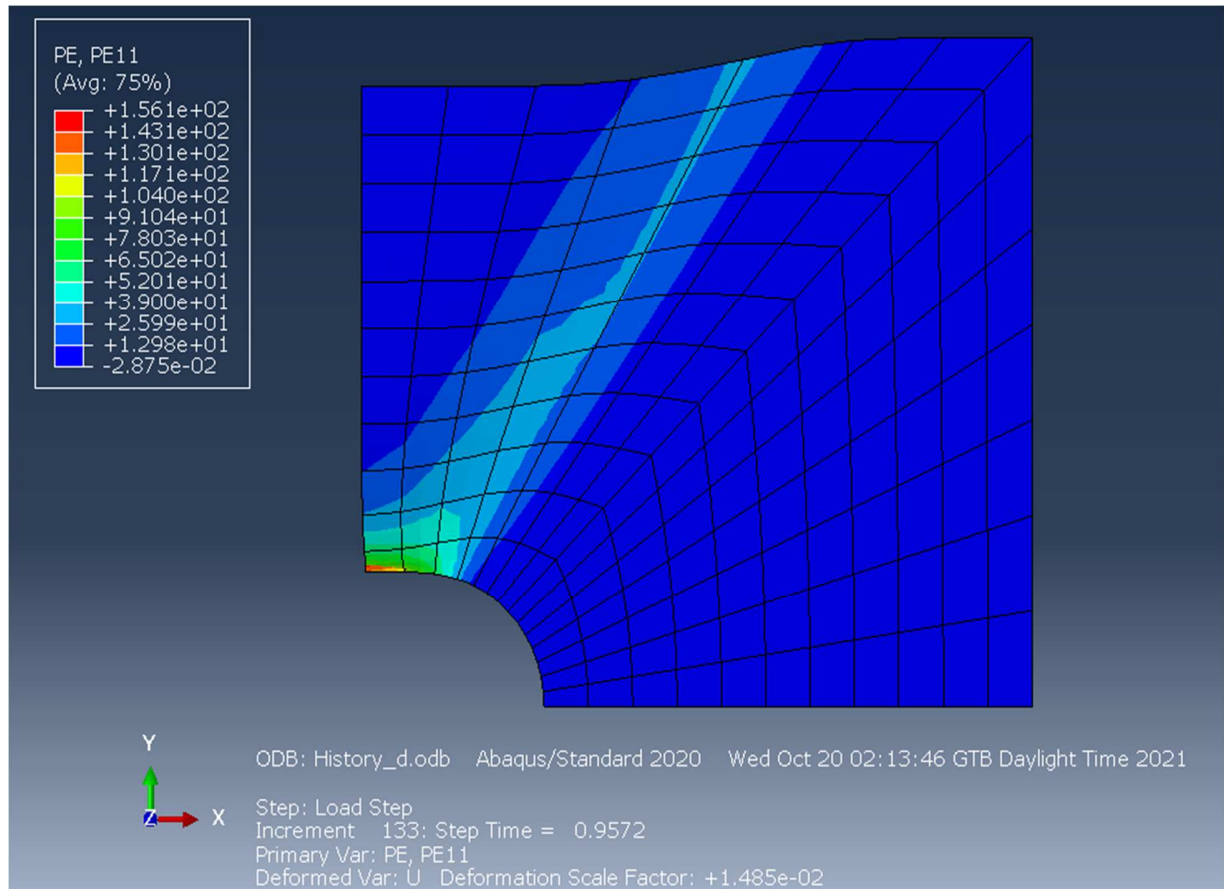 PE, PE11
(Avg: 75%)
+1.561e+02
+1.431e+02
+1.301e+02
+1.171e+02
+1.040e+02
+9.104e+01
+7.803e+01
+6.502e+01
+5.201e+01
+3.900e+01
+2.599e+01
+1.298e+01
-2.875e-02
Y
Z
X
ODB: History_d.odb Abaqus/Standard 2020 Wed Oct 20 02:13:46 GTB Daylight Time 2021
Step: Load Step
Increment 133: Step Time = 0.9572
Primary Var: PE, PE11
Deformed Var: U Deformation Scale Factor: +1.485e-02